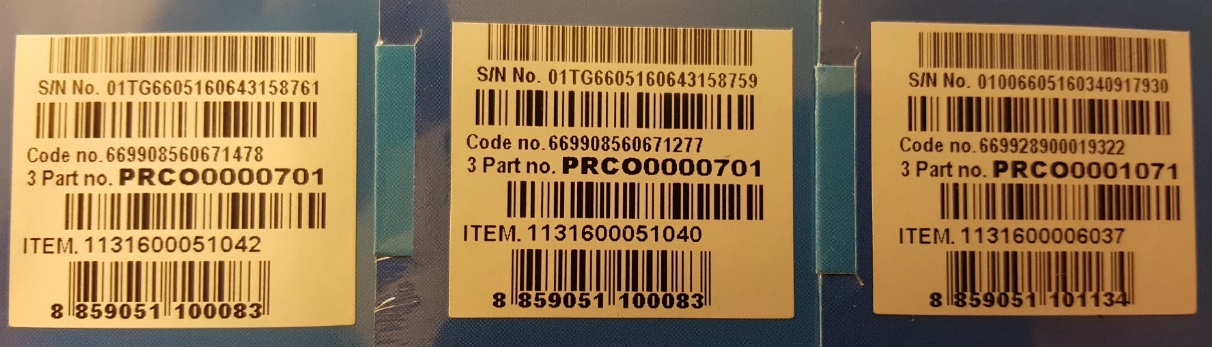 S/N No. 01TG6605160643158761
Code no. 669908560671478
3 Part no. PRCO0000701
ITEM. 1131600051042
8 859051 100083
S/N No. 01TG6605160643158759
Code no. 669908560671277
3 Part no. PRCO0000701
ITEM. 1131600051040
8 859051 100083
S/N No. 01006605160340917930
Code no. 669928900019322
3 Part no. PRCO0001071
ITEM. 1131600006037
8 859051 101134